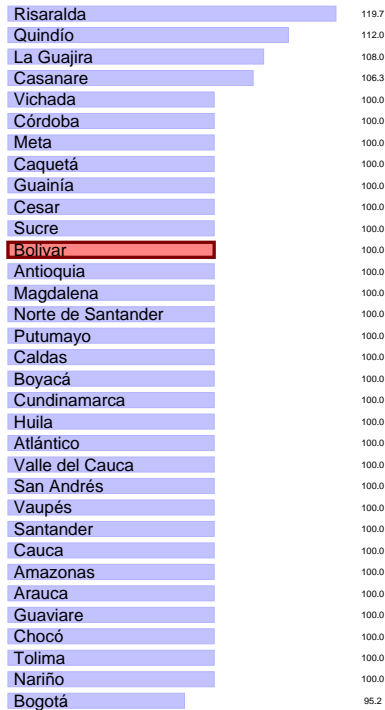 Risaralda 119.7
Quindío 112.0
La Guajira 108.0
Casanare 106.3
Vichada 100.0
Córdoba 100.0
Meta 100.0
Caquetá 100.0
Guainía 100.0
Cesar 100.0
Sucre 100.0
Bolivar 100.0
Antioquia 100.0
Magdalena 100.0
Norte de Santander 100.0
Putumayo 100.0
Caldas 100.0
Boyacá 100.0
Cundinamarca 100.0
Huila 100.0
Atlántico 100.0
Valle del Cauca 100.0
San Andrés 100.0
Vaupés 100.0
Santander 100.0
Cauca 100.0
Amazonas 100.0
Arauca 100.0
Guaviare 100.0
Chocó 100.0
Tolima 100.0
Nariño 100.0
Bogotá 95.2